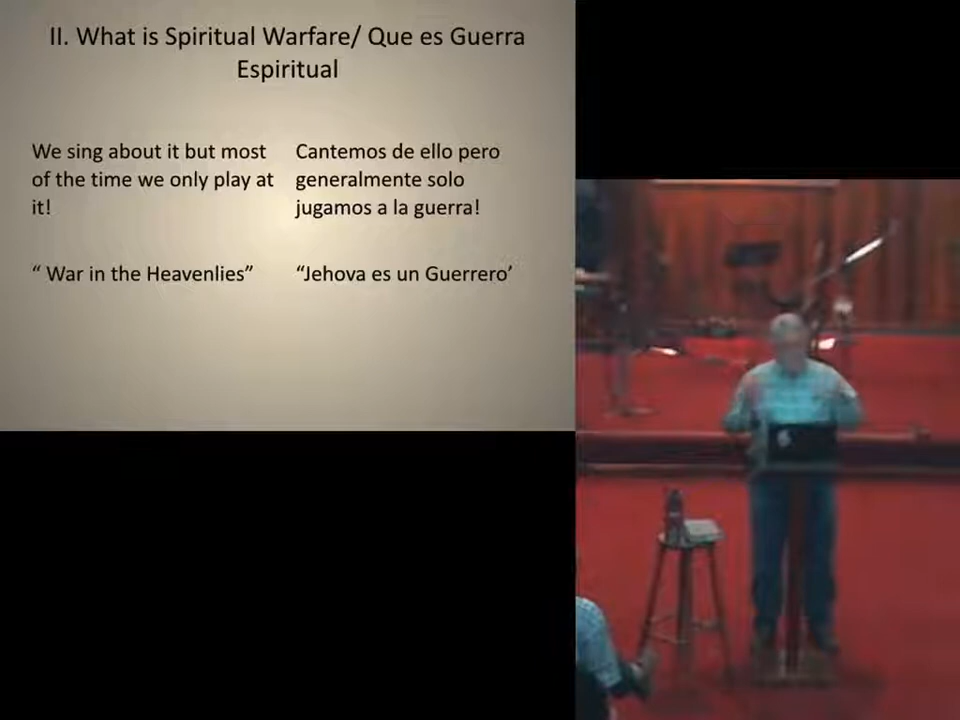 II. What is Spiritual Warfare/ Que es Guerra
Espiritual
We sing about it but most
of the time we only play at
it!
“ War in the Heavenlies”
Cantemos de ello pero
generalmente solo
jugamos a la guerra!
“Jehova es un Guerrero’